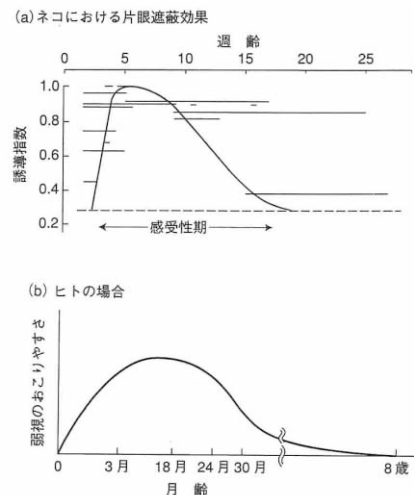 (a)ネコにおける片眼遮蔽効果
週 齢
0 5 10 15 20 25
1.0
0.8
0.6
0.4
0.2
誘導指数
感受性期
(b)ヒトの場合
弱視のおこりやすさ
0 3月 18月 24月 30月 8歳
月 齢